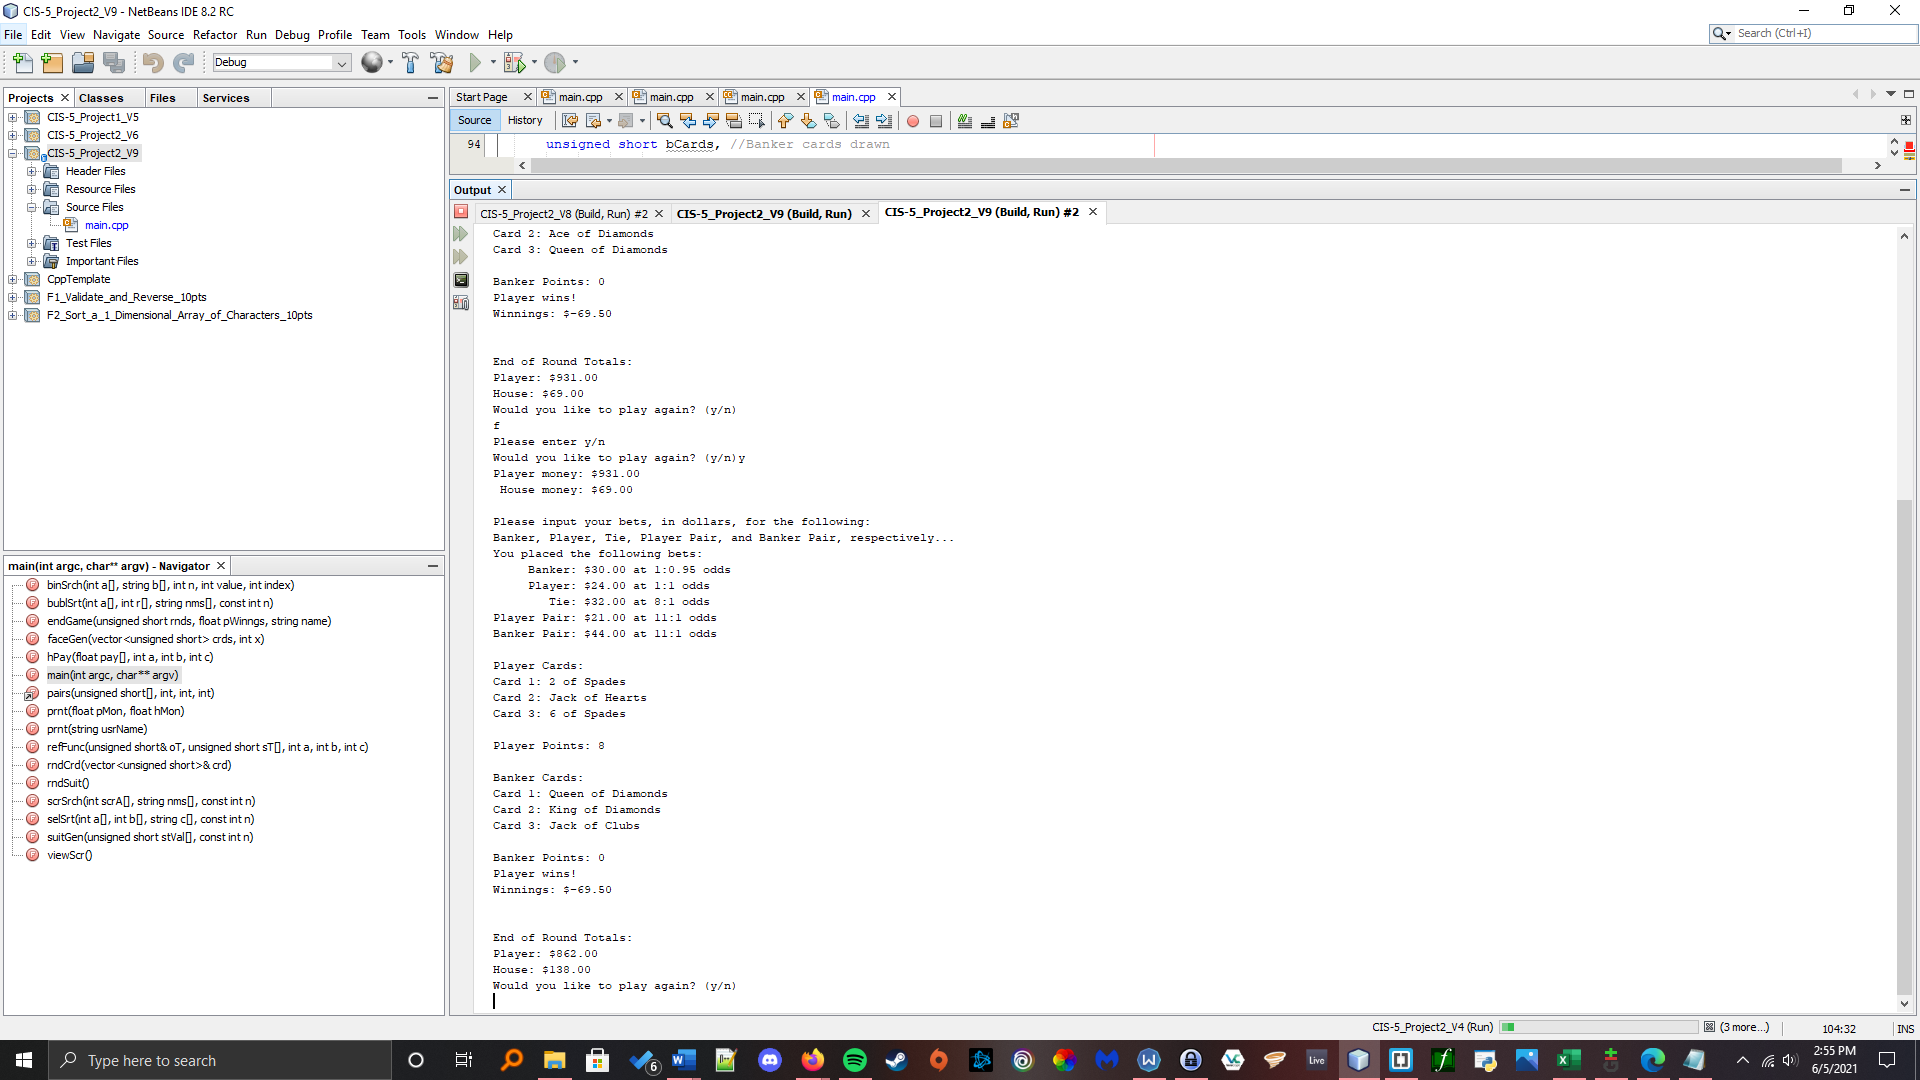 CIS-5_Project2_V9 - NetBeans IDE 8.2 RC
File Edit View Navigate Source Refactor Run Debug Profile Team Tools Window Help
Search (Ctrl+I)
Debug
Projects Classes Files Services
CIS-5_Project1_V5
CIS-5_Project2_V6
CIS-5_Project2_V9
Header Files
Resource Files
Source Files
main.cpp
Test Files
Important Files
CppTemplate
F1_Validate_and_Reverse_10pts
F2_Sort_a_1_Dimensional_Array_of_Characters_10pts
main(int argc, char** argv) - Navigator
binSrch(int a[], string b[], int n, int value, int index)
bublSrt(int a[], int r[], string nms[], const int n)
endGame(unsigned short rnds, float pWinngs, string name)
faceGen(vector<unsigned short> crds, int x)
hPay(float pay[], int a, int b, int c)
main(int argc, char** argv)
pairs(unsigned short[], int, int, int)
prnt(float pMon, float hMon)
prnt(string usrName)
refFunc(unsigned short& oT, unsigned short sT[], int a, int b, int c)
rndCrd(vector<unsigned short>& crd)
rndSuit()
scrSrch(int scrA[], string nms[], const int n)
selSrt(int a[], int b[], string c[], const int n)
suitGen(unsigned short stVal[], const int n)
viewScr()
Start Page main.cpp main.cpp main.cpp main.cpp
Source History
94 unsigned short bCards, //Banker cards drawn
Output
CIS-5_Project2_V8 (Build, Run) #2 CIS-5_Project2_V9 (Build, Run) CIS-5_Project2_V9 (Build, Run) #2
Card 2: Ace of Diamonds
Card 3: Queen of Diamonds
Banker Points: 0
Player wins!
Winnings: $-69.50
End of Round Totals:
Player: $931.00
House: $69.00
Would you like to play again? (y/n)
f
Please enter y/n
Would you like to play again? (y/n)y
Player money: $931.00
House money: $69.00
Please input your bets, in dollars, for the following:
Banker, Player, Tie, Player Pair, and Banker Pair, respectively...
You placed the following bets:
Banker: $30.00 at 1:0.95 odds
Player: $24.00 at 1:1 odds
Tie: $32.00 at 8:1 odds
Player Pair: $21.00 at 11:1 odds
Banker Pair: $44.00 at 11:1 odds
Player Cards:
Card 1: 2 of Spades
Card 2: Jack of Hearts
Card 3: 6 of Spades
Player Points: 8
Banker Cards:
Card 1: Queen of Diamonds
Card 2: King of Diamonds
Card 3: Jack of Clubs
Banker Points: 0
Player wins!
Winnings: $-69.50
End of Round Totals:
Player: $862.00
House: $138.00
Would you like to play again? (y/n)
CIS-5_Project2_V4 (Run) (3 more...) 104:32 INS
Type here to search
6
Live
2:55 PM
6/5/2021